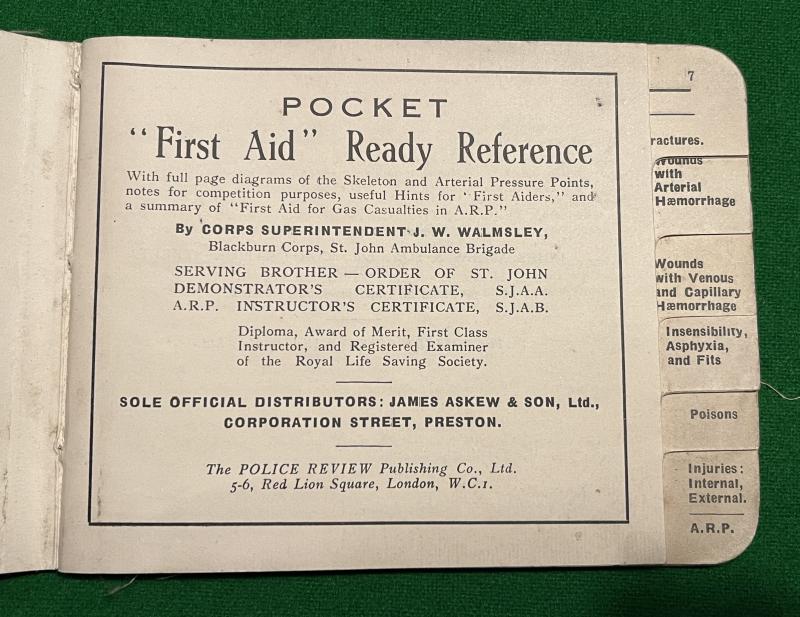 POCKET
"First Aid" Ready Reference
With full page diagrams of the Skeleton and Arterial Pressure Points,
notes for competition purposes, useful Hints for "First Aiders," and
a summary of "First Aid for Gas Casualties in A.R.P."
By CORPS SUPERINTENDENT J. W. WALMSLEY,
Blackburn Corps, St. John Ambulance Brigade
SERVING BROTHER — ORDER OF ST. JOHN
DEMONSTRATOR'S CERTIFICATE, S.J.A.A.
A.R.P. INSTRUCTOR'S CERTIFICATE, S.J.A.B.
Diploma, Award of Merit, First Class
Instructor, and Registered Examiner
of the Royal Life Saving Society.
SOLE OFFICIAL DISTRIBUTORS: JAMES ASKEW & SON, Ltd.,
CORPORATION STREET, PRESTON.
The POLICE REVIEW Publishing Co., Ltd.
5-6, Red Lion Square, London, W.C.1.
7
ractures.
Wounds
with
Arterial
Hæmorrhage
Wounds
with Venous
and Capillary
Hæmorrhage
Insensibility,
Asphyxia,
and Fits
Poisons
Injuries:
Internal,
External.
A.R.P.